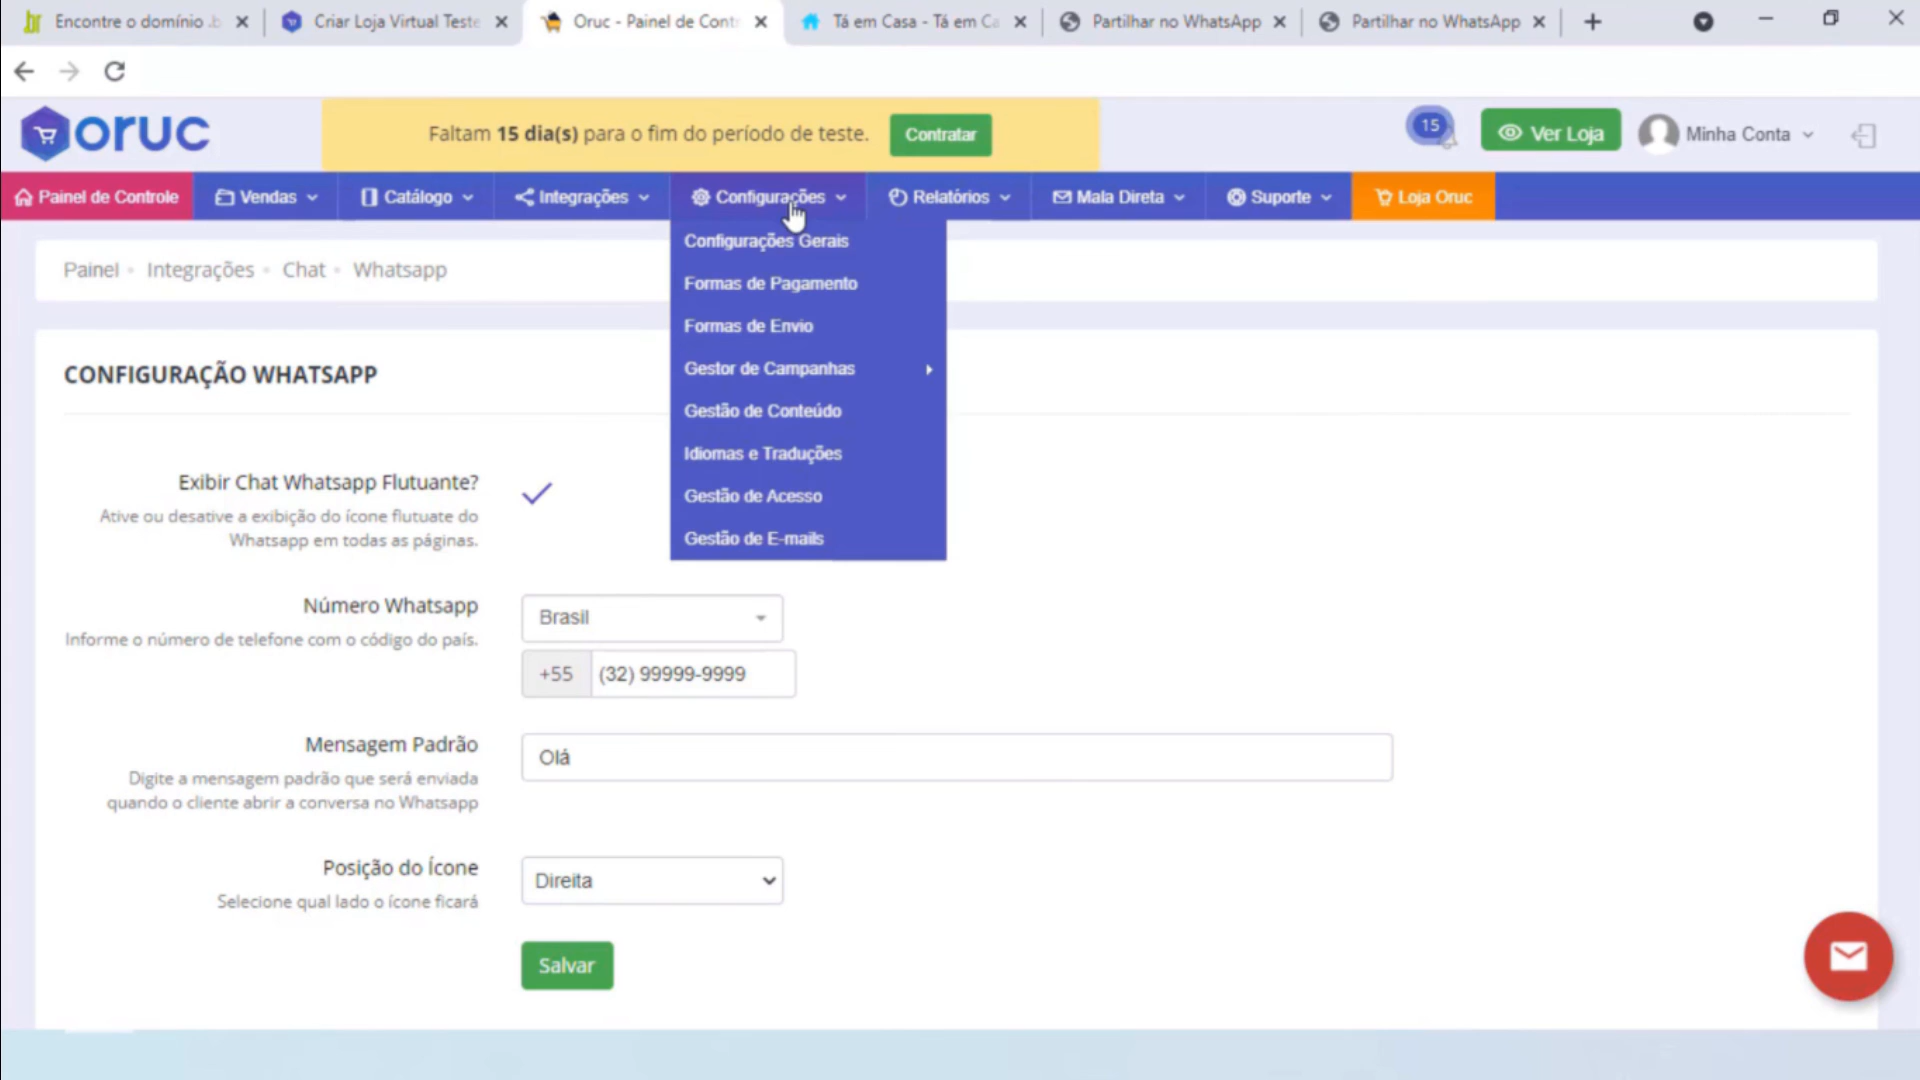 Encontre o domínio .b
Criar Loja Virtual Teste
Oruc - Painel de Cont
Tá em Casa - Tá em Ca
Partilhar no WhatsApp
Partilhar no WhatsApp
oruc
Faltam 15 dia(s) para o fim do período de teste.
Contratar
15
Ver Loja
Minha Conta
Painel de Controle
Vendas
Catálogo
Integrações
Configurações
Relatórios
Mala Direta
Suporte
Loja Oruc
Configurações Gerais
Formas de Pagamento
Formas de Envio
Gestor de Campanhas
Gestão de Conteúdo
Idiomas e Traduções
Gestão de Acesso
Gestão de E-mails
Painel • Integrações • Chat • Whatsapp
CONFIGURAÇÃO WHATSAPP
Exibir Chat Whatsapp Flutuante?
Ative ou desative a exibição do ícone flutuate do
Whatsapp em todas as páginas.
Número Whatsapp
Informe o número de telefone com o código do país.
Brasil
+55 (32) 99999-9999
Mensagem Padrão
Digite a mensagem padrão que será enviada
quando o cliente abrir a conversa no Whatsapp
Olá
Posição do Ícone
Selecione qual lado o ícone ficará
Direita
Salvar